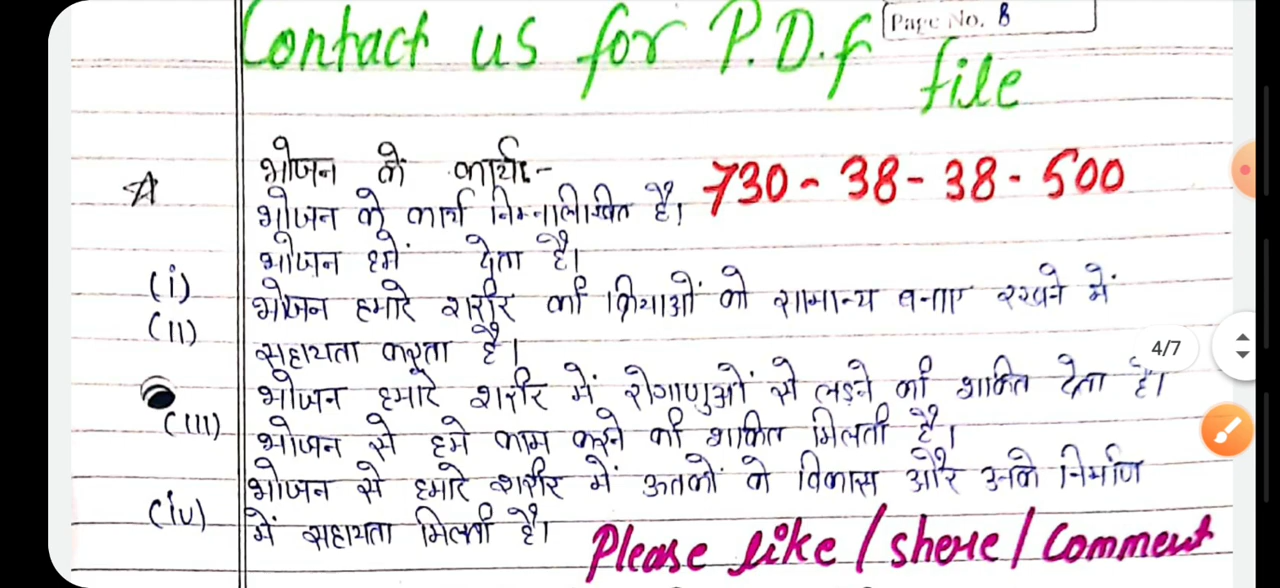 Contact us for P.D.f file
Page No. 8
भोजन के कार्य:-
730-38-38-500
भोजन के कार्य निम्नलिखित है।
भोजन हमें देता है।
(i) भोजन हमारे शरीर की क्रियाओं को सामान्य बनाए रखने में
(ii) सहायता करता है।
भोजन हमारे शरीर में रोगाणुओं से लड़ने की शक्ति देता है।
(iii) भोजन से हमे काम करने की शक्ति मिलती है।
भोजन से हमारे शरीर में ऊतकों के विकास और उनके निर्माण
(iv) में सहायता मिलती है।
Please like/shere/Comment
4/7